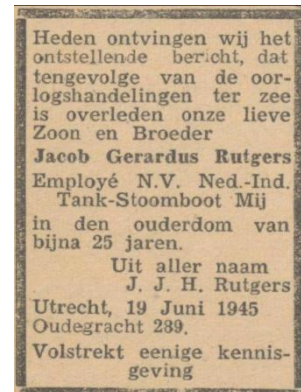 Heden ontvingen wij het
ontstellende bericht, dat
tengevolge van de oor-
logshandelingen ter zee
is overleden onze lieve
Zoon en Broeder
Jacob Gerardus Rutgers
Employé N.V. Ned.-Ind.
Tank-Stoomboot Mij
in den ouderdom van
bijna 25 jaren.
Uit aller naam
J. J. H. Rutgers
Utrecht, 19 Juni 1945
Oudegracht 289.
Volstrekt eenige kennis-
geving